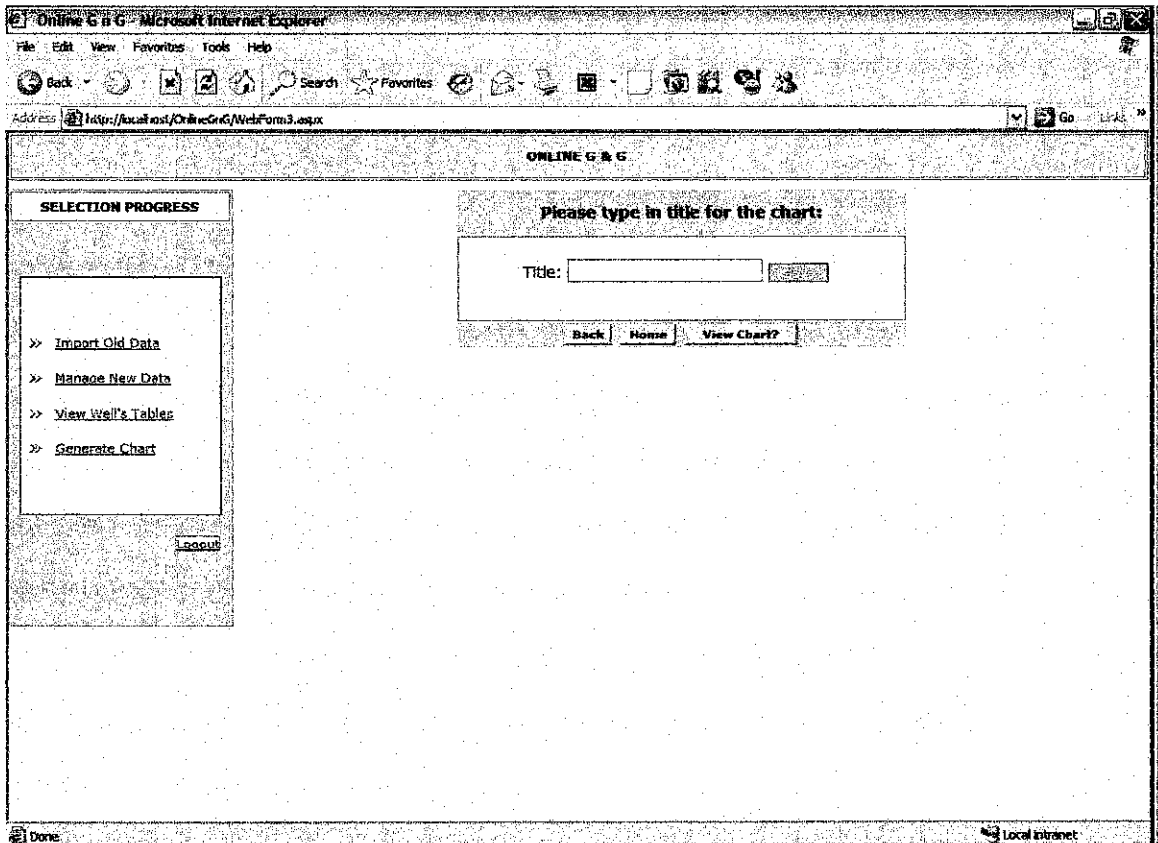 Online G n G - Microsoft Internet Explorer
File Edit View Favorites Tools Help
Back Search Favorites
Address http://localhost/OnlineGnG/WebForm3.aspx Go Links »
ONLINE G & G
SELECTION PROGRESS
» Import Old Data
» Manage New Data
» View Well's Tables
» Generate Chart
Logout
Please type in title for the chart:
Title:
Back Home View Chart?
Done Local intranet